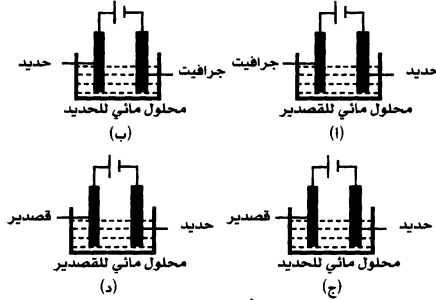 جرافيت
حديد
محلول مائي للقصدير
(أ)
حديد
جرافيت
محلول مائي للحديد
(ب)
قصدير
حديد
محلول مائي للحديد
(ج)
قصدير
حديد
محلول مائي للقصدير
(د)